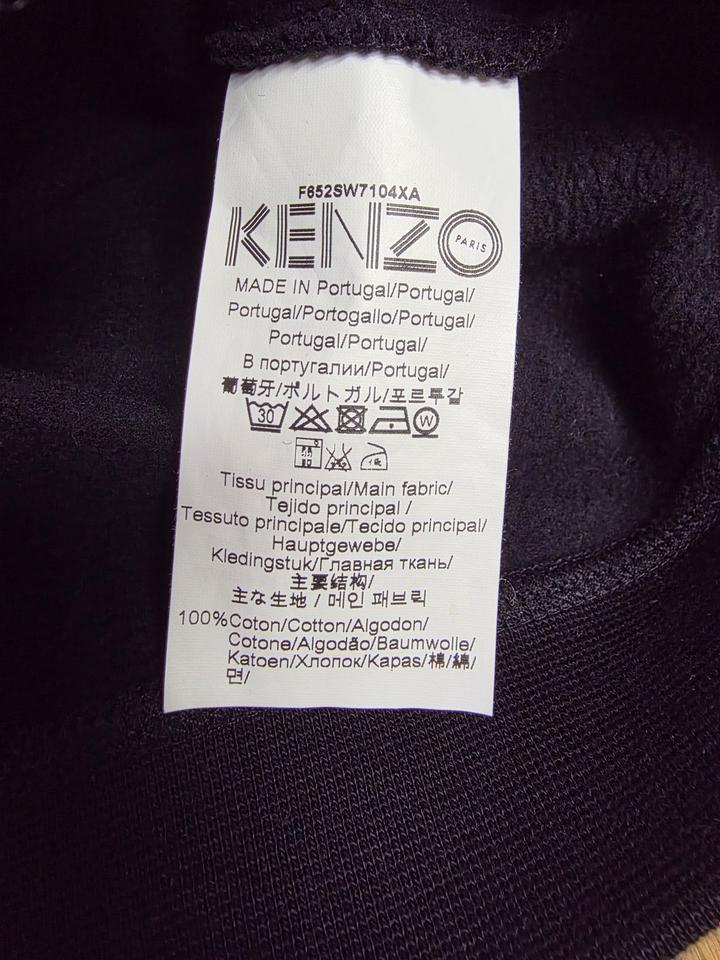 F652SW7104XA
KENZO PARIS
MADE IN Portugal/Portugal/
Portugal/Portogallo/Portugal/
Portugal/Portugal/
В португалии/Portugal/
葡萄牙/ポルトガル/포르투갈
30 W
Tissu principal/Main fabric/
Tejido principal /
Tessuto principale/Tecido principal/
Hauptgewebe/
Kledingstuk/Главная ткань/
主要结构/
主な生地 / 메인 패브릭
100%Coton/Cotton/Algodon/
Cotone/Algodão/Baumwolle/
Katoen/Хлопок/Kapas/棉/綿/
면/